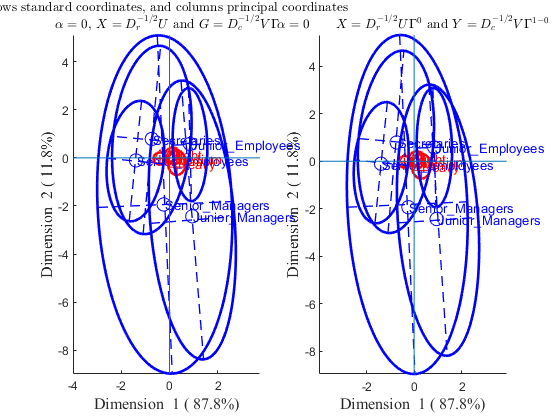 ows standard coordinates, and columns principal coordinates
α = 0, X = D_r^{-1/2}U and G = D_c^{-1/2}VΓα = 0
X = D_r^{-1/2}UΓ^0 and Y = D_c^{-1/2}VΓ^{1-0}
4
2
0
-2
-4
-6
-8
-4
-2
0
2
Dimension 2 ( 11.8%)
Dimension 1 ( 87.8%)
Secretaries
Junior_Employees
Senior_Managers
Junior_Managers
4
2
0
-2
-4
-6
-8
-2
0
2
Dimension 2 ( 11.8%)
Dimension 1 ( 87.8%)
Secretaries
Junior_Employees
Senior_Managers
Junior_Managers